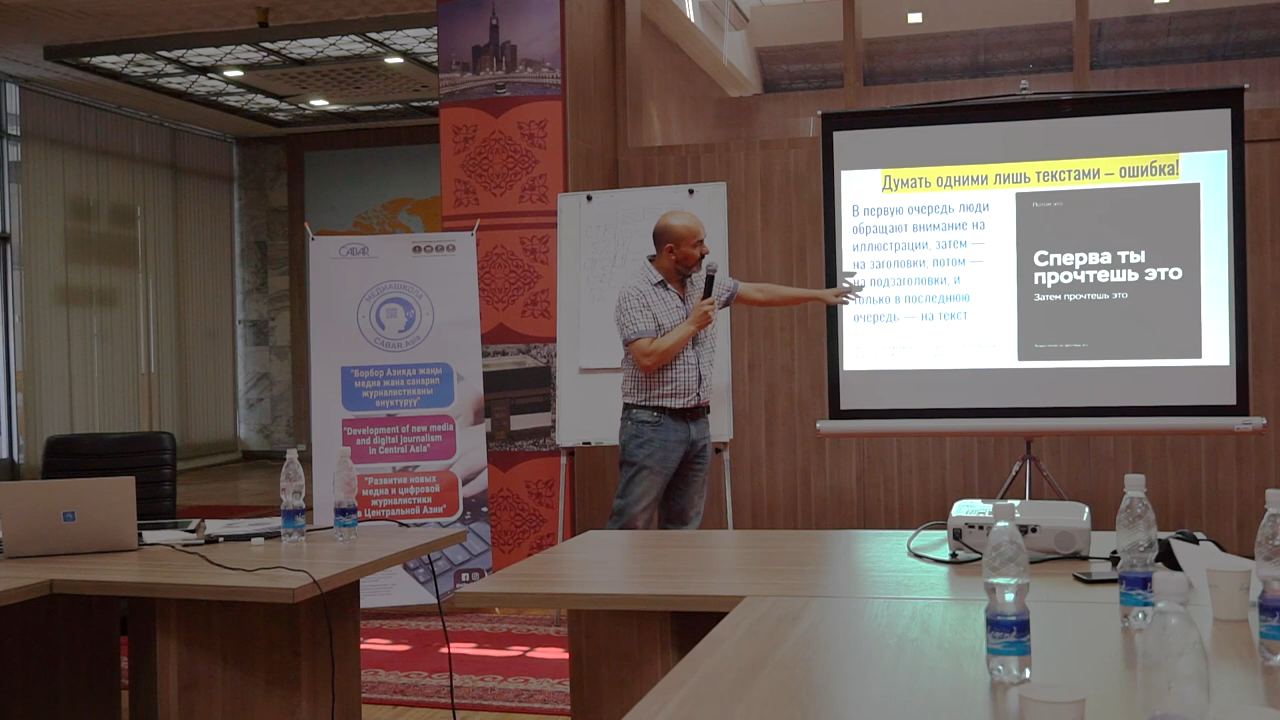 CABAR
МЕДИАШКОЛА
CABAR.Asia
"Борбор Азияда жаңы
медиа жана санарип
журналистиканы
өнүктүрүү"
"Development of new media
and digital journalism
in Central Asia"
"Развитие новых
медиа и цифровой
журналистики
в Центральной Азии"
Думать одними лишь текстами – ошибка!
В первую очередь люди
обращают внимание на
иллюстрации, затем —
на заголовки, потом —
на подзаголовки, и
только в последнюю
очередь — на текст
Сперва ты
прочтешь это
Затем прочтешь это